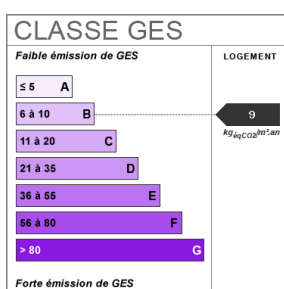 CLASSE GES
Faible émission de GES
LOGEMENT
≤ 5 A
6 à 10 B
9
kgéqCO2/m².an
11 à 20 C
21 à 35 D
36 à 55 E
56 à 80 F
> 80 G
Forte émission de GES